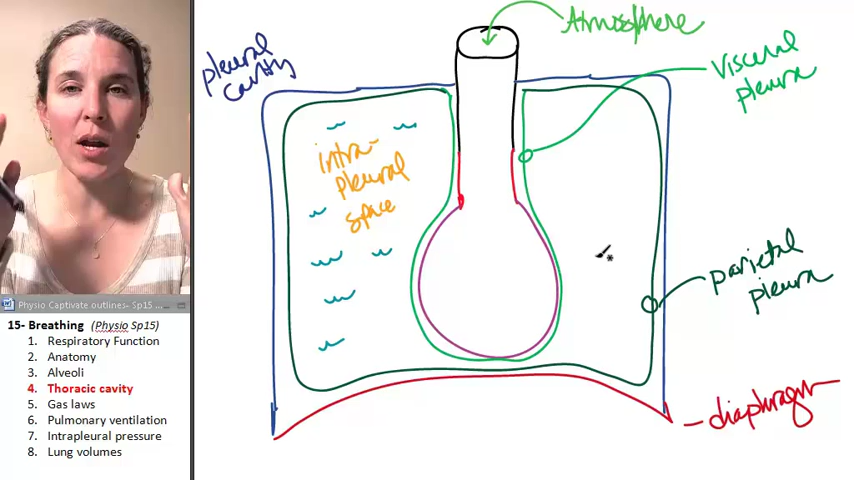 Atmosphere
pleural
cavity
visceral
pleura
intra-
pleural
space
parietal
pleura
diaphragm
Physio Captivate outlines- Sp15 ...
15- Breathing (Physio Sp15)
1. Respiratory Function
2. Anatomy
3. Alveoli
4. Thoracic cavity
5. Gas laws
6. Pulmonary ventilation
7. Intrapleural pressure
8. Lung volumes